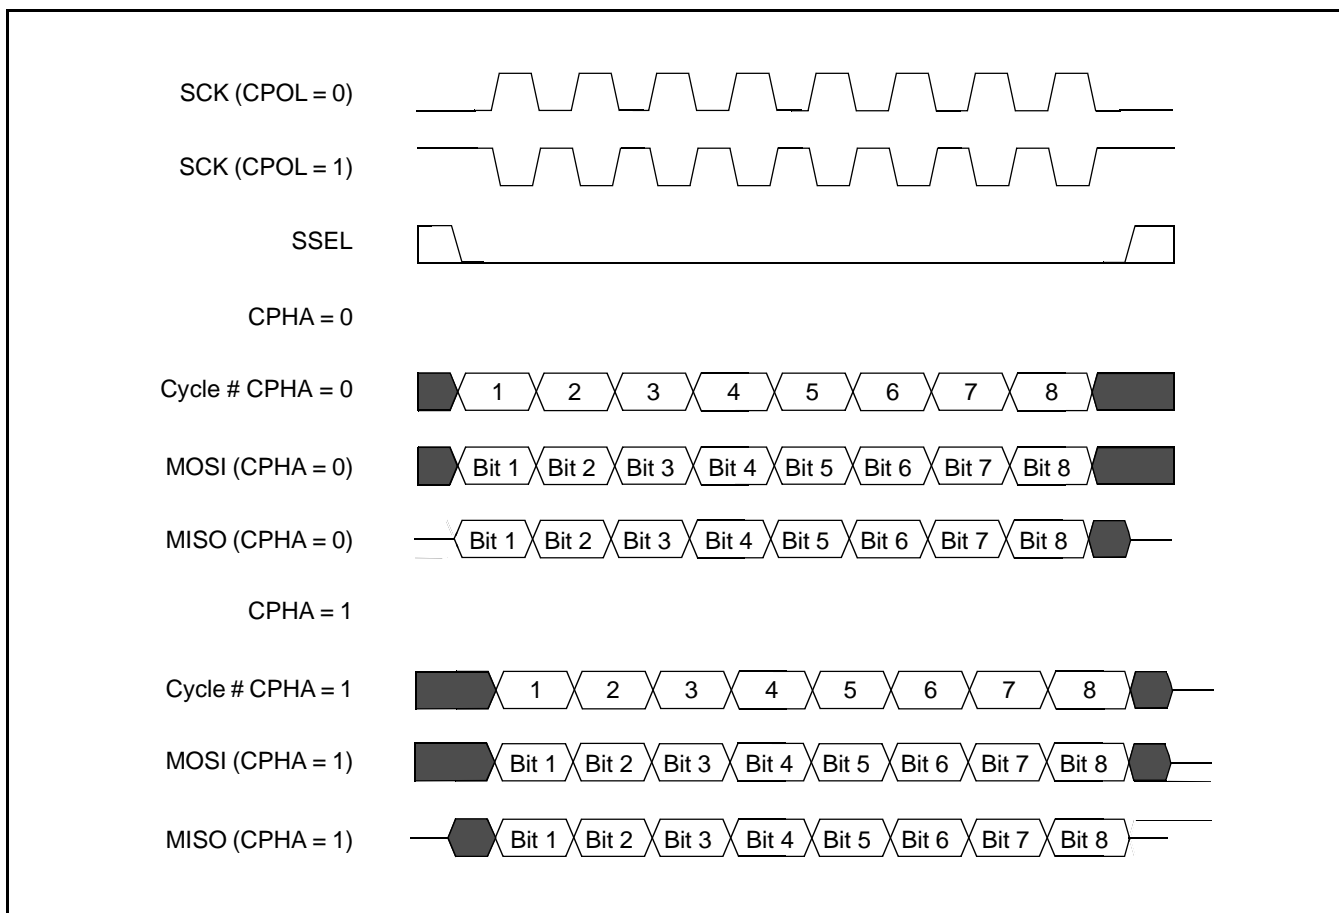 SCK (CPOL = 0)
SCK (CPOL = 1)
SSEL
CPHA = 0
Cycle # CPHA = 0 1 2 3 4 5 6 7 8
MOSI (CPHA = 0) Bit 1 Bit 2 Bit 3 Bit 4 Bit 5 Bit 6 Bit 7 Bit 8
MISO (CPHA = 0) Bit 1 Bit 2 Bit 3 Bit 4 Bit 5 Bit 6 Bit 7 Bit 8
CPHA = 1
Cycle # CPHA = 1 1 2 3 4 5 6 7 8
MOSI (CPHA = 1) Bit 1 Bit 2 Bit 3 Bit 4 Bit 5 Bit 6 Bit 7 Bit 8
MISO (CPHA = 1) Bit 1 Bit 2 Bit 3 Bit 4 Bit 5 Bit 6 Bit 7 Bit 8